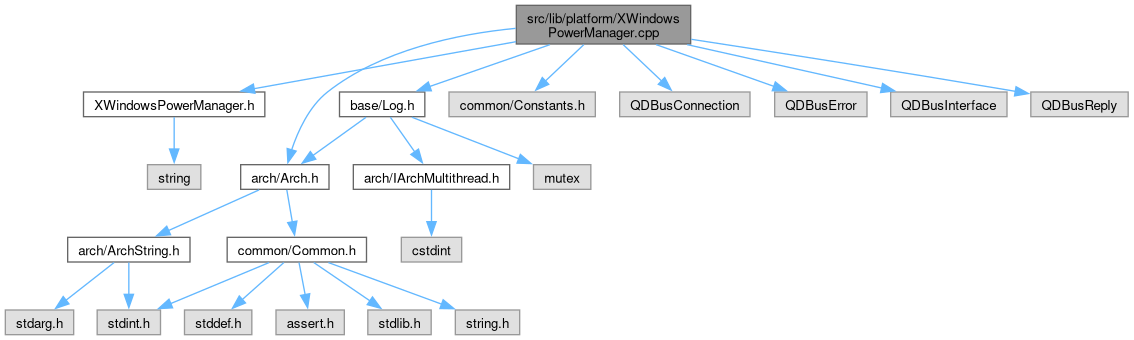 src/lib/platform/XWindows
PowerManager.cpp
XWindowsPowerManager.h
base/Log.h
common/Constants.h
QDBusConnection
QDBusError
QDBusInterface
QDBusReply
string
arch/Arch.h
arch/IArchMultithread.h
mutex
arch/ArchString.h
common/Common.h
cstdint
stdarg.h
stdint.h
stddef.h
assert.h
stdlib.h
string.h